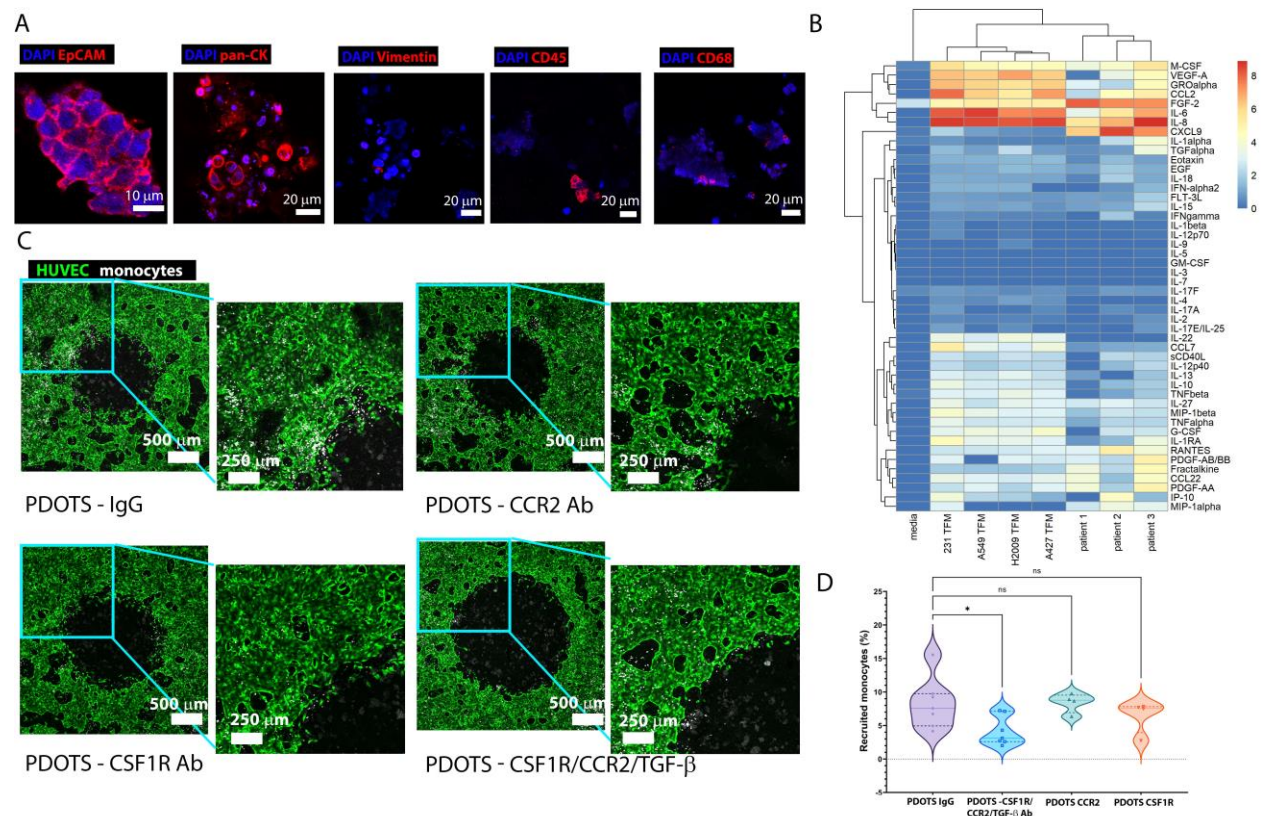 A
DAPI EpCAM
DAPI pan-CK
DAPI Vimentin
DAPI CD45
DAPI CD68
10 μm
20 μm
20 μm
20 μm
20 μm
B
M-CSF
VEGF-A
GROalpha
CCL2
FGF-2
IL-6
IL-8
CXCL9
IL-1alpha
TGFalpha
Eotaxin
EGF
IL-18
IFN-alpha2
FLT-3L
IL-15
IFNgamma
IL-1beta
IL-12p70
IL-9
IL-5
GM-CSF
IL-3
IL-7
IL-17F
IL-4
IL-17A
IL-2
IL-17E/IL-25
IL-22
CCL7
sCD40L
IL-12p40
IL-13
IL-10
TNFbeta
IL-27
MIP-1beta
TNFalpha
G-CSF
IL-1RA
RANTES
PDGF-AB/BB
Fractalkine
CCL22
PDGF-AA
IP-10
MIP-1alpha
8
6
4
2
0
media
231 TFM
A549 TFM
H2009 TFM
A427 TFM
patient 1
patient 2
patient 3
C
HUVEC monocytes
500 μm
250 μm
500 μm
250 μm
PDOTS - IgG
PDOTS - CCR2 Ab
500 μm
250 μm
500 μm
250 μm
PDOTS - CSF1R Ab
PDOTS - CSF1R/CCR2/TGF-β
D
ns
ns
*
Recruited monocytes (%)
25
20
15
10
5
0
-5
PDOTS IgG
PDOTS -CSF1R/
CCR2/TGF-β Ab
PDOTS CCR2
PDOTS CSF1R